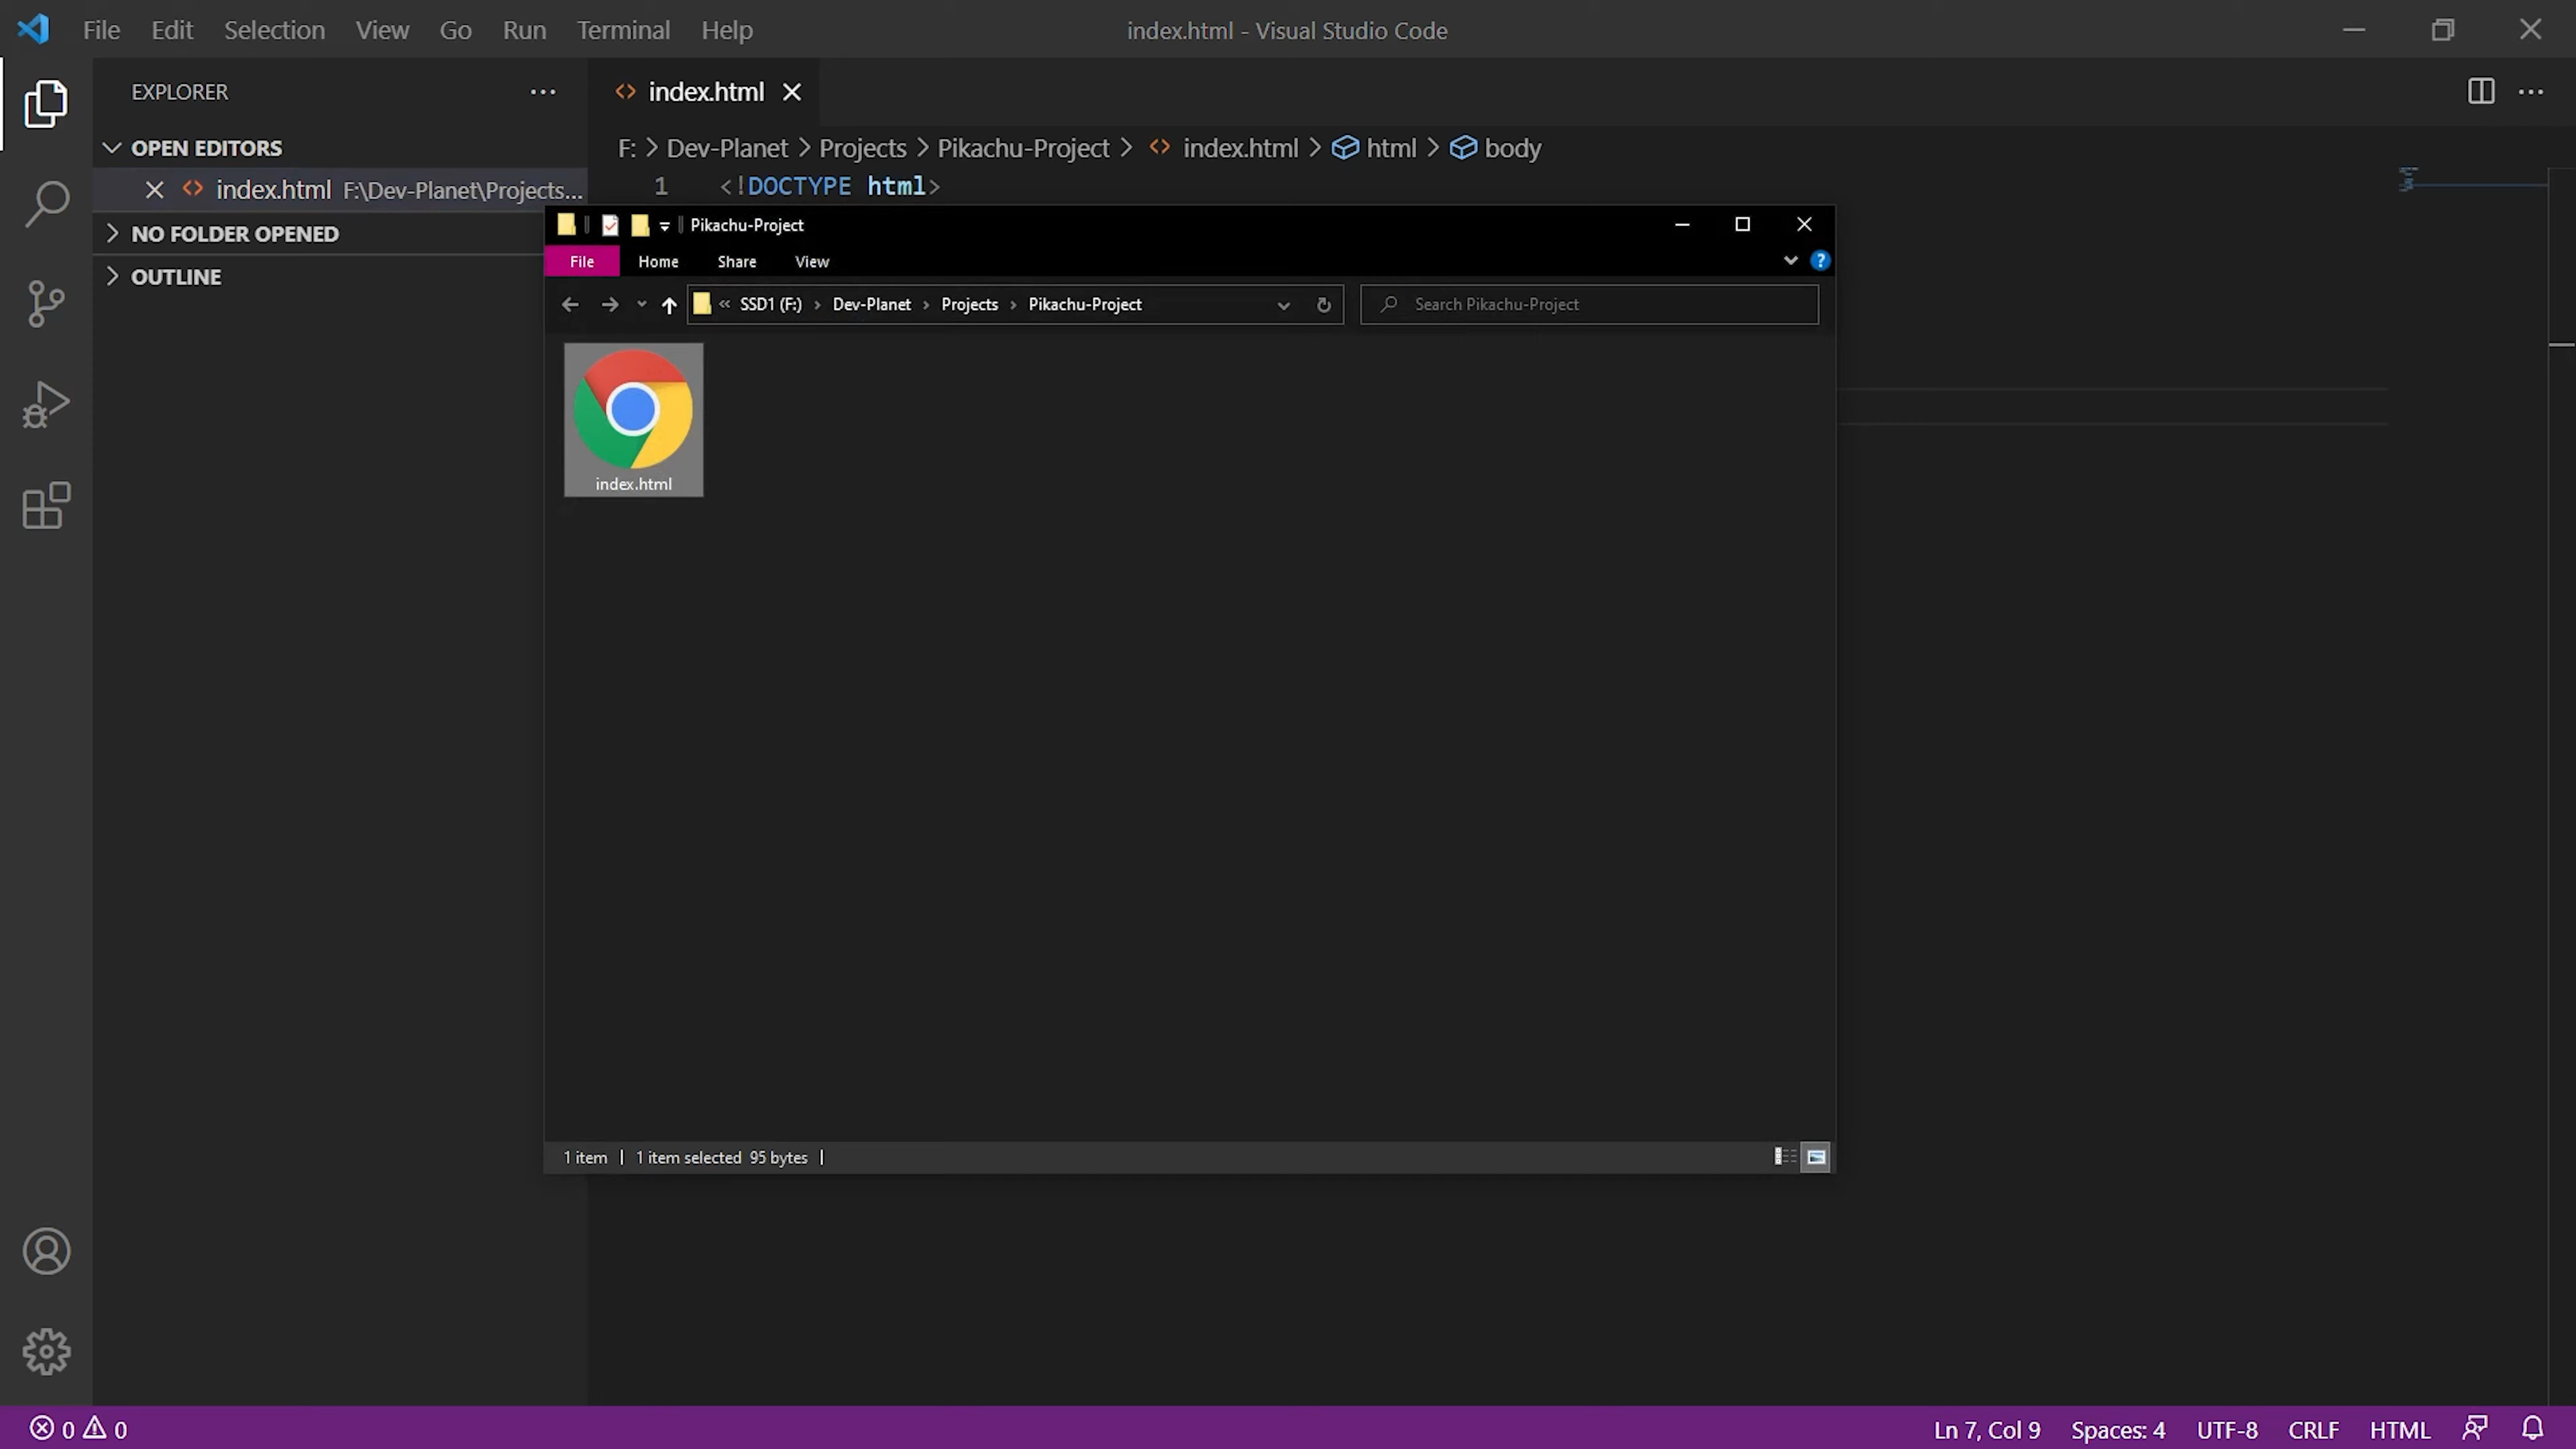 File Edit Selection View Go Run Terminal Help index.html - Visual Studio Code
EXPLORER
index.html
OPEN EDITORS
F: > Dev-Planet > Projects > Pikachu-Project > index.html > html > body
index.html F:\Dev-Planet\Projects...
1 <!DOCTYPE html>
NO FOLDER OPENED
OUTLINE
Pikachu-Project
File Home Share View
« SSD1 (F:) › Dev-Planet › Projects › Pikachu-Project
Search Pikachu-Project
index.html
1 item | 1 item selected 95 bytes |
0 0
Ln 7, Col 9 Spaces: 4 UTF-8 CRLF HTML